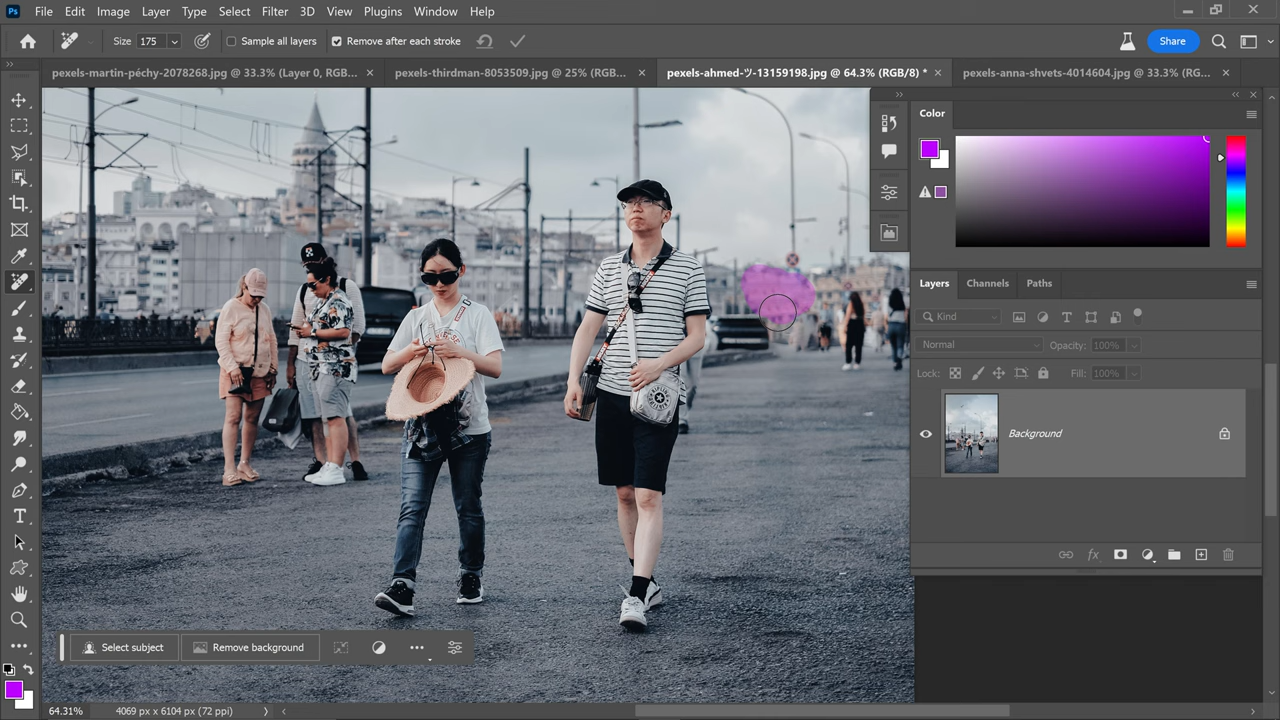 Ps File Edit Image Layer Type Select Filter 3D View Plugins Window Help
Size 175 Sample all layers Remove after each stroke Share
pexels-martin-péchy-2078268.jpg @ 33.3% (Layer 0, RGB... × pexels-thirdman-8053509.jpg @ 25% (RGB... × pexels-ahmed-ツ-13159198.jpg @ 64.3% (RGB/8) * × pexels-anna-shvets-4014604.jpg @ 33.3% (RG... ×
Color
Layers Channels Paths
Kind
Normal Opacity: 100%
Lock: Fill: 100%
Background
fx
Select subject Remove background
64.31% 4069 px x 6104 px (72 ppi)